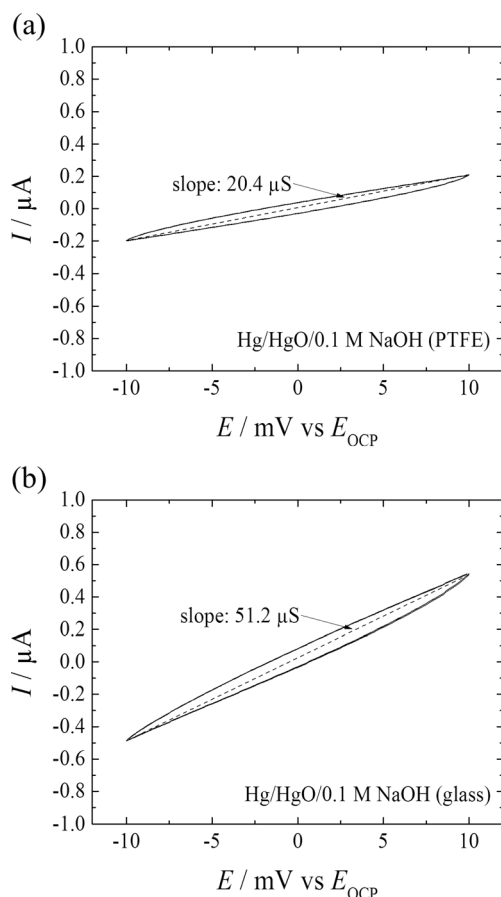 (a)
1.0
0.8
0.6
0.4
0.2
0.0
-0.2
-0.4
-0.6
-0.8
-1.0
I / µA
slope: 20.4 µS
Hg/HgO/0.1 M NaOH (PTFE)
-10 -5 0 5 10
E / mV vs EOCP
(b)
1.0
0.8
0.6
0.4
0.2
0.0
-0.2
-0.4
-0.6
-0.8
-1.0
I / µA
slope: 51.2 µS
Hg/HgO/0.1 M NaOH (glass)
-10 -5 0 5 10
E / mV vs EOCP